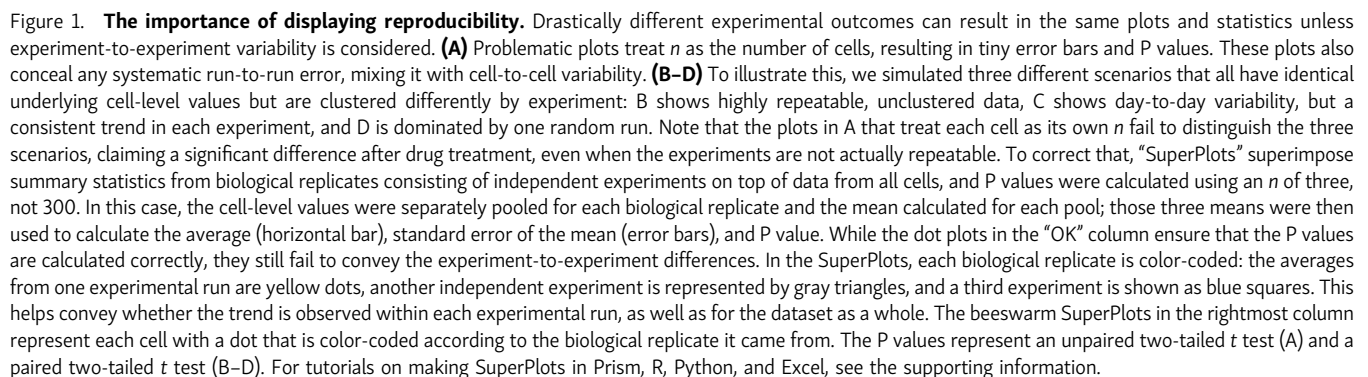 Figure 1. The importance of displaying reproducibility. Drastically different experimental outcomes can result in the same plots and statistics unless
experiment-to-experiment variability is considered. (A) Problematic plots treat n as the number of cells, resulting in tiny error bars and P values. These plots also
conceal any systematic run-to-run error, mixing it with cell-to-cell variability. (B–D) To illustrate this, we simulated three different scenarios that all have identical
underlying cell-level values but are clustered differently by experiment: B shows highly repeatable, unclustered data, C shows day-to-day variability, but a
consistent trend in each experiment, and D is dominated by one random run. Note that the plots in A that treat each cell as its own n fail to distinguish the three
scenarios, claiming a significant difference after drug treatment, even when the experiments are not actually repeatable. To correct that, “SuperPlots” superimpose
summary statistics from biological replicates consisting of independent experiments on top of data from all cells, and P values were calculated using an n of three,
not 300. In this case, the cell-level values were separately pooled for each biological replicate and the mean calculated for each pool; those three means were then
used to calculate the average (horizontal bar), standard error of the mean (error bars), and P value. While the dot plots in the “OK” column ensure that the P values
are calculated correctly, they still fail to convey the experiment-to-experiment differences. In the SuperPlots, each biological replicate is color-coded: the averages
from one experimental run are yellow dots, another independent experiment is represented by gray triangles, and a third experiment is shown as blue squares. This
helps convey whether the trend is observed within each experimental run, as well as for the dataset as a whole. The beeswarm SuperPlots in the rightmost column
represent each cell with a dot that is color-coded according to the biological replicate it came from. The P values represent an unpaired two-tailed t test (A) and a
paired two-tailed t test (B–D). For tutorials on making SuperPlots in Prism, R, Python, and Excel, see the supporting information.